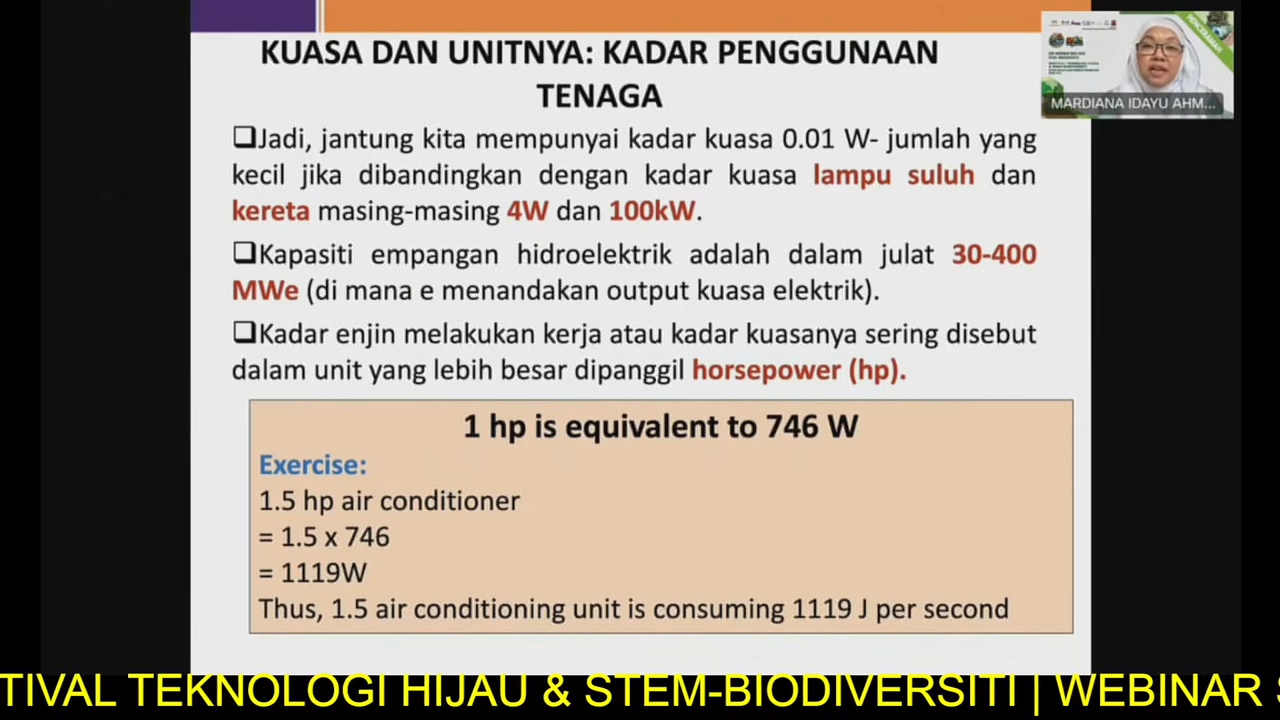 KUASA DAN UNITNYA: KADAR PENGGUNAAN
TENAGA
MARDIANA IDAYU AHM...
Jadi, jantung kita mempunyai kadar kuasa 0.01 W- jumlah yang
kecil jika dibandingkan dengan kadar kuasa lampu suluh dan
kereta masing-masing 4W dan 100kW.
Kapasiti empangan hidroelektrik adalah dalam julat 30-400
MWe (di mana e menandakan output kuasa elektrik).
Kadar enjin melakukan kerja atau kadar kuasanya sering disebut
dalam unit yang lebih besar dipanggil horsepower (hp).
1 hp is equivalent to 746 W
Exercise:
1.5 hp air conditioner
= 1.5 x 746
= 1119W
Thus, 1.5 air conditioning unit is consuming 1119 J per second
TIVAL TEKNOLOGI HIJAU & STEM-BIODIVERSITI | WEBINAR